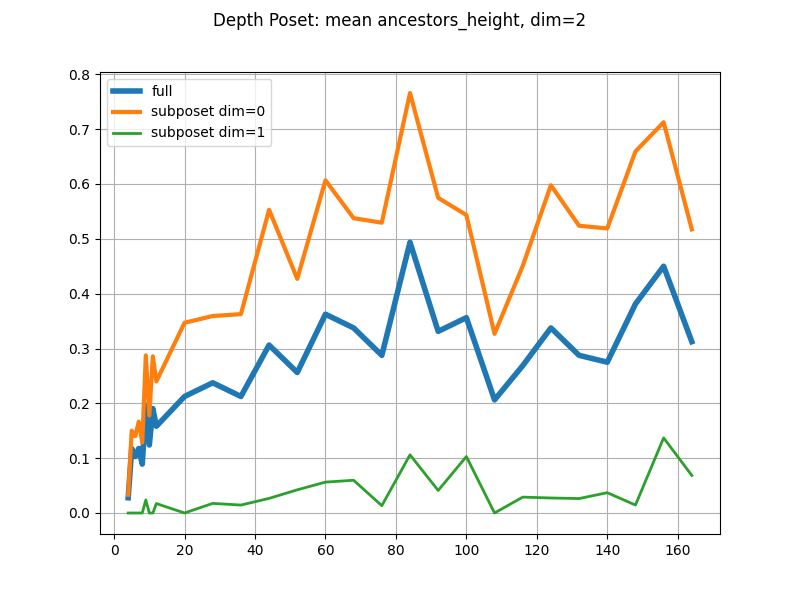 Depth Poset: mean ancestors_height, dim=2
full
subposet dim=0
subposet dim=1
0.8
0.7
0.6
0.5
0.4
0.3
0.2
0.1
0.0
0 20 40 60 80 100 120 140 160